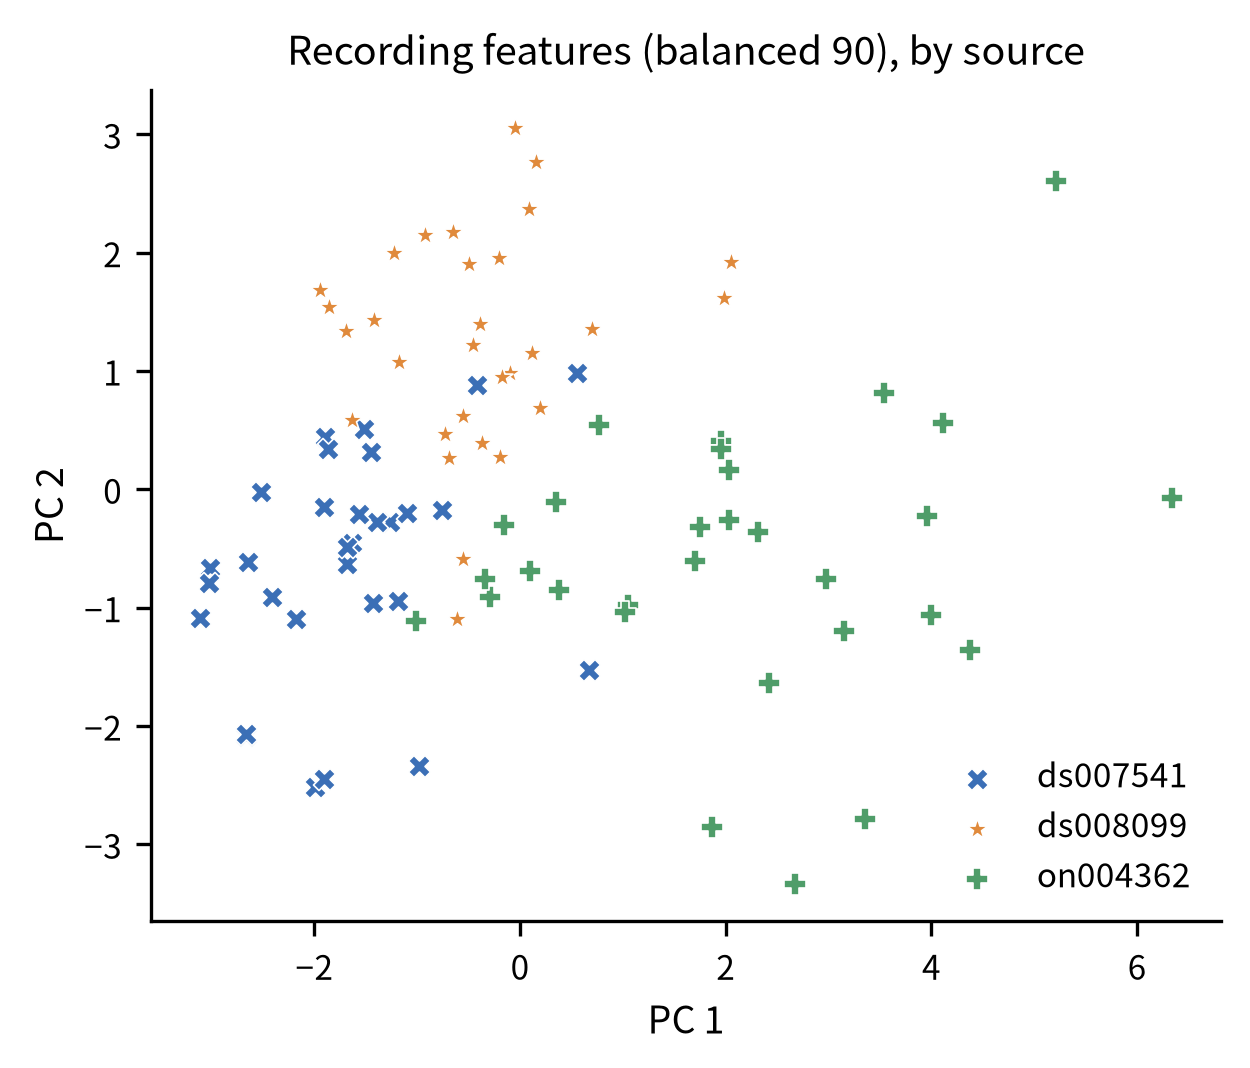 Recording features (balanced 90), by source
3
2
1
0
−1
−2
−3
PC 2
ds007541
ds008099
on004362
−2
0
2
4
6
PC 1